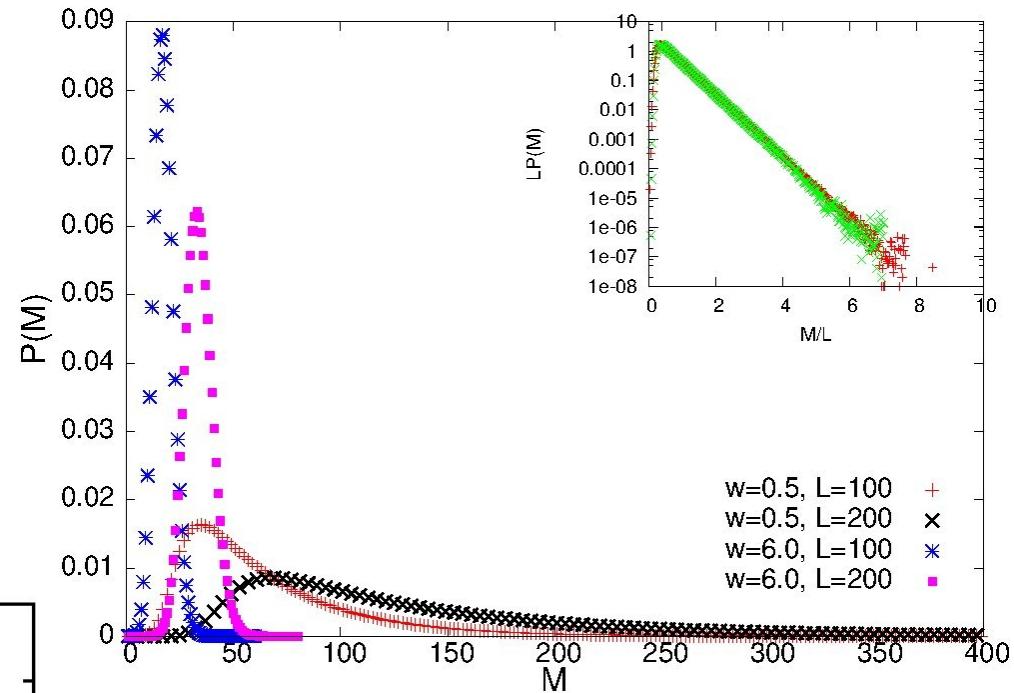 P(M)
0.09
0.08
0.07
0.06
0.05
0.04
0.03
0.02
0.01
0
0 50 100 150 200 250 300 350 400
M
LP(M)
10
1
0.1
0.01
0.001
0.0001
1e-05
1e-06
1e-07
1e-08
0 2 4 6 8 10
M/L
w=0.5, L=100
w=0.5, L=200
w=6.0, L=100
w=6.0, L=200